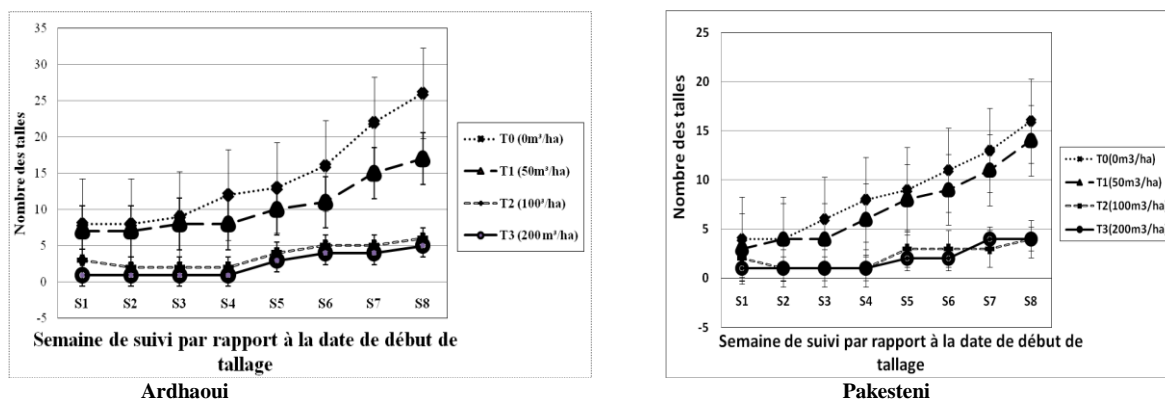 35
30
25
20
15
10
5
0
-5
Nombre des talles
S1 S2 S3 S4 S5 S6 S7 S8
Semaine de suivi par rapport à la date de début de
tallage
T0 (0m³/ha)
T1 (50m³/ha)
T2 (100³/ha)
T3 (200 m³/ha)
Ardhaoui
25
20
15
10
5
0
-5
Nombre des talles
S1 S2 S3 S4 S5 S6 S7 S8
Semaine de suivi par rapport à la date de début de
tallage
T0(0m3/ha)
T1(50m3/ha)
T2(100m3/ha)
T3(200m3/ha)
Pakesteni